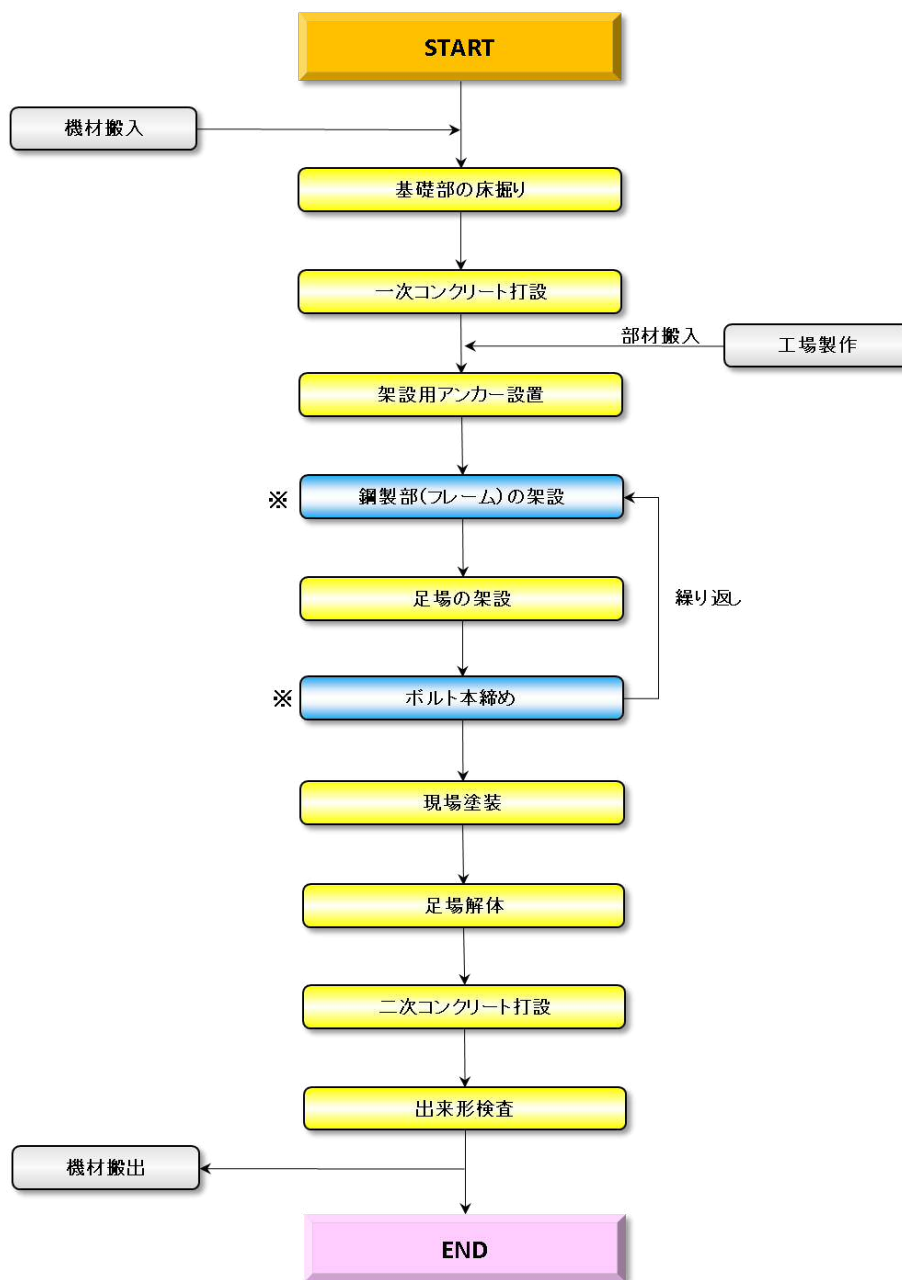 START
機材搬入
基礎部の床掘り
一次コンクリート打設
部材搬入
工場製作
架設用アンカー設置
※ 鋼製部(フレーム)の架設
足場の架設
繰り返し
※ ボルト本締め
現場塗装
足場解体
二次コンクリート打設
出来形検査
機材搬出
END